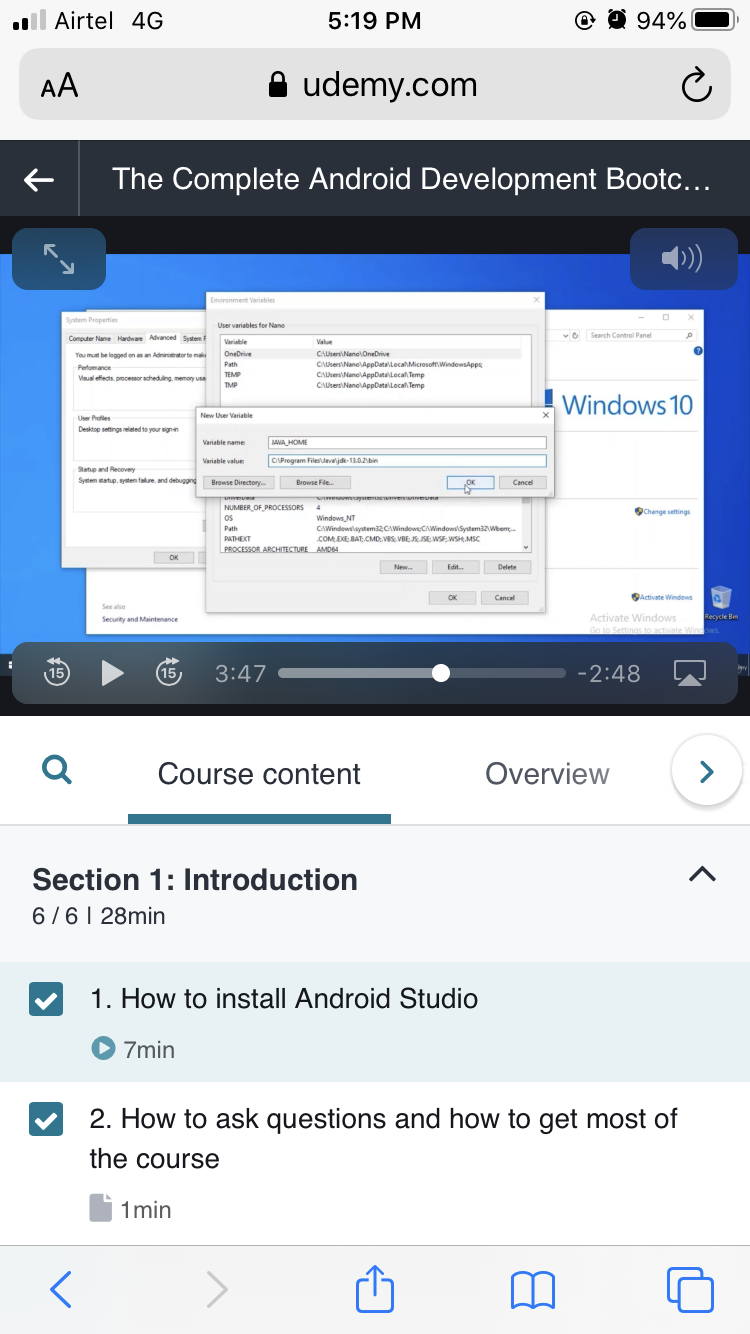 Airtel 4G 5:19 PM 94%
AA udemy.com
The Complete Android Development Bootc...
System Properties
Computer Name Hardware Advanced System R
You must be logged on as an Administrator to mak
Performance
Visual effects, processor scheduling, memory usa
User Profiles
Desktop settings related to your sign-in
Startup and Recovery
System startup, system failure, and debugging
OK
Environment Variables
User variables for Nano
Variable Value
OneDrive C:\Users\Nano\OneDrive
Path C:\Users\Nano\AppData\Local\Microsoft\WindowsApps;
TEMP C:\Users\Nano\AppData\Local\Temp
TMP C:\Users\Nano\AppData\Local\Temp
New User Variable
Variable name: JAVA_HOME
Variable value: C:\Program Files\Java\jdk-13.0.2\bin
Browse Directory... Browse File... OK Cancel
DriverData C:\Windows\System32\Drivers\DriverData
NUMBER_OF_PROCESSORS 4
OS Windows_NT
Path C:\Windows\system32;C:\Windows;C:\Windows\System32\Wbem;...
PATHEXT .COM;.EXE;.BAT;.CMD;.VBS;.VBE;.JS;.JSE;.WSF;.WSH;.MSC
PROCESSOR_ARCHITECTURE AMD64
New... Edit... Delete
OK Cancel
Search Control Panel
Windows 10
Change settings
Activate Windows
See also
Security and Maintenance
Activate Windows
Go to Settings to activate Windows.
Recycle Bin
15 15 3:47 -2:48
Course content Overview
Section 1: Introduction
6 / 6 | 28min
1. How to install Android Studio
7min
2. How to ask questions and how to get most of
the course
1min